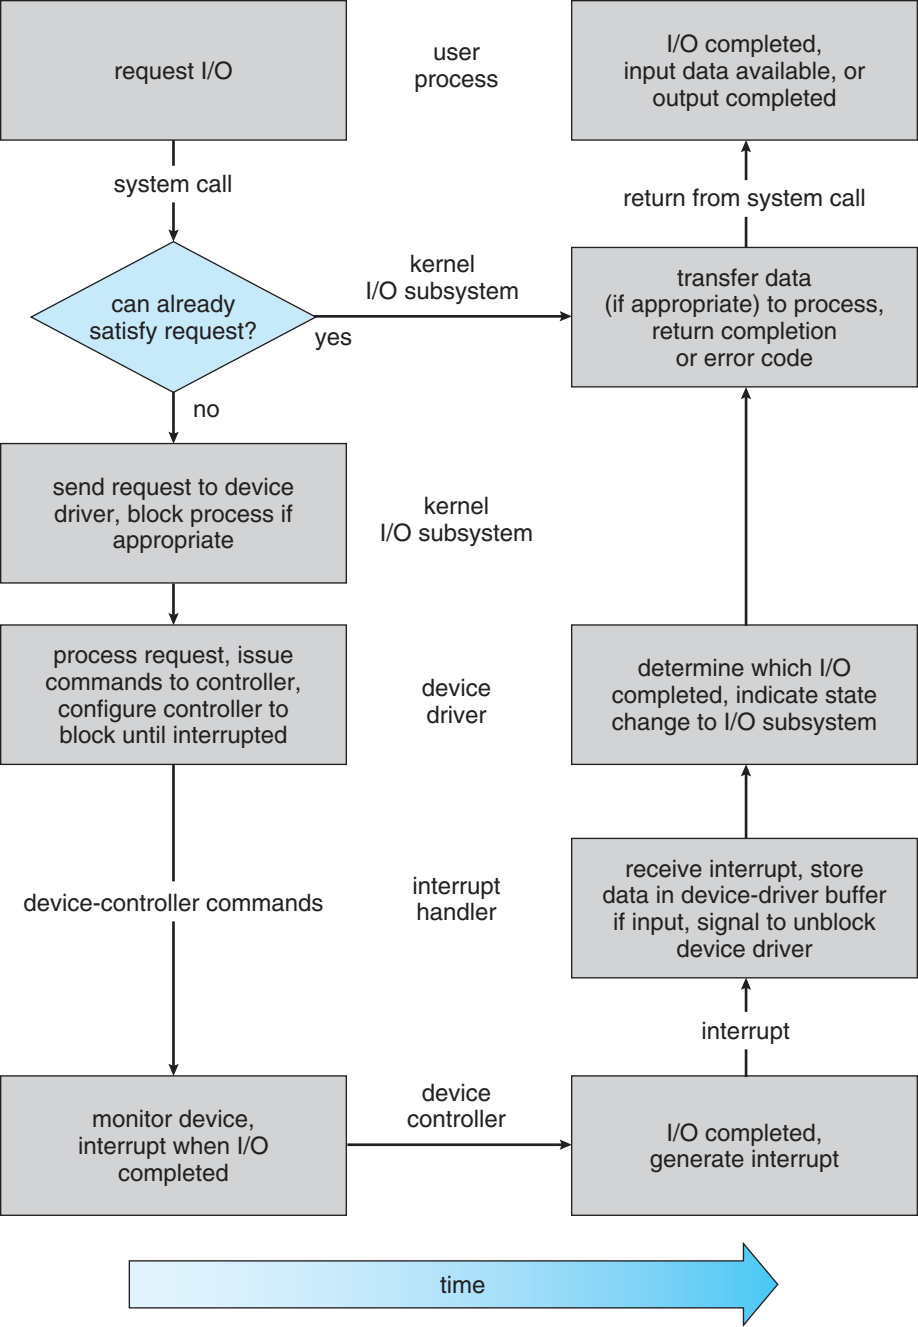 request I/O
user
process
I/O completed,
input data available, or
output completed
system call
return from system call
can already
satisfy request?
kernel
I/O subsystem
yes
transfer data
(if appropriate) to process,
return completion
or error code
no
send request to device
driver, block process if
appropriate
kernel
I/O subsystem
process request, issue
commands to controller,
configure controller to
block until interrupted
device
driver
determine which I/O
completed, indicate state
change to I/O subsystem
device-controller commands
interrupt
handler
receive interrupt, store
data in device-driver buffer
if input, signal to unblock
device driver
interrupt
monitor device,
interrupt when I/O
completed
device
controller
I/O completed,
generate interrupt
time